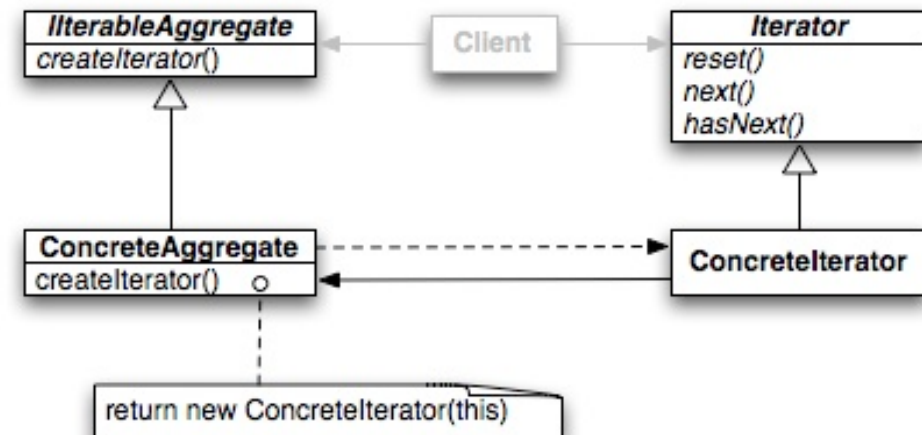 IIterableAggregate
createIterator()
Client
Iterator
reset()
next()
hasNext()
ConcreteAggregate
createIterator()
ConcreteIterator
return new ConcreteIterator(this)